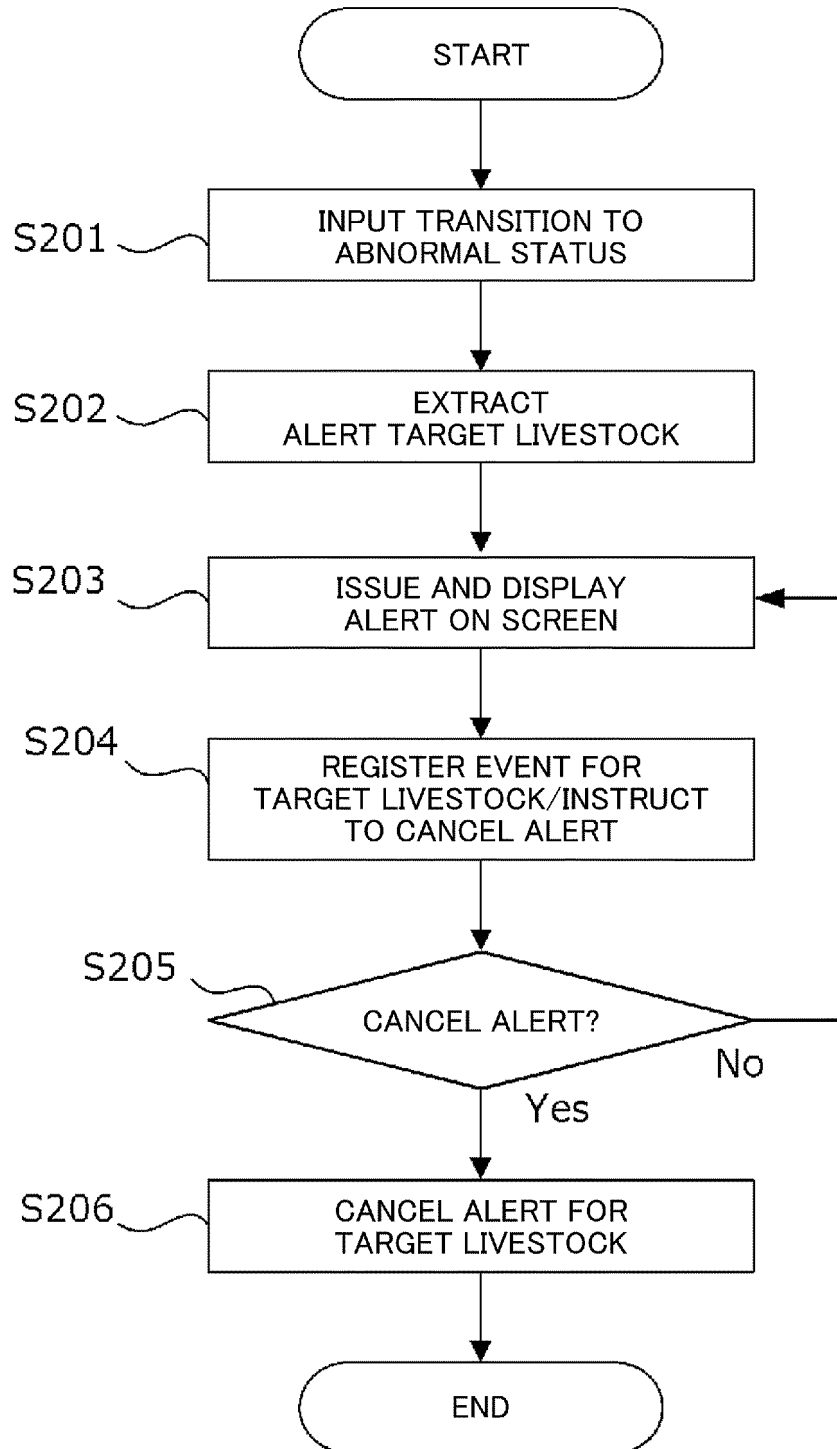 START
S201
INPUT TRANSITION TO
ABNORMAL STATUS
S202
EXTRACT
ALERT TARGET LIVESTOCK
S203
ISSUE AND DISPLAY
ALERT ON SCREEN
S204
REGISTER EVENT FOR
TARGET LIVESTOCK/INSTRUCT
TO CANCEL ALERT
S205
CANCEL ALERT?
No
Yes
S206
CANCEL ALERT FOR
TARGET LIVESTOCK
END